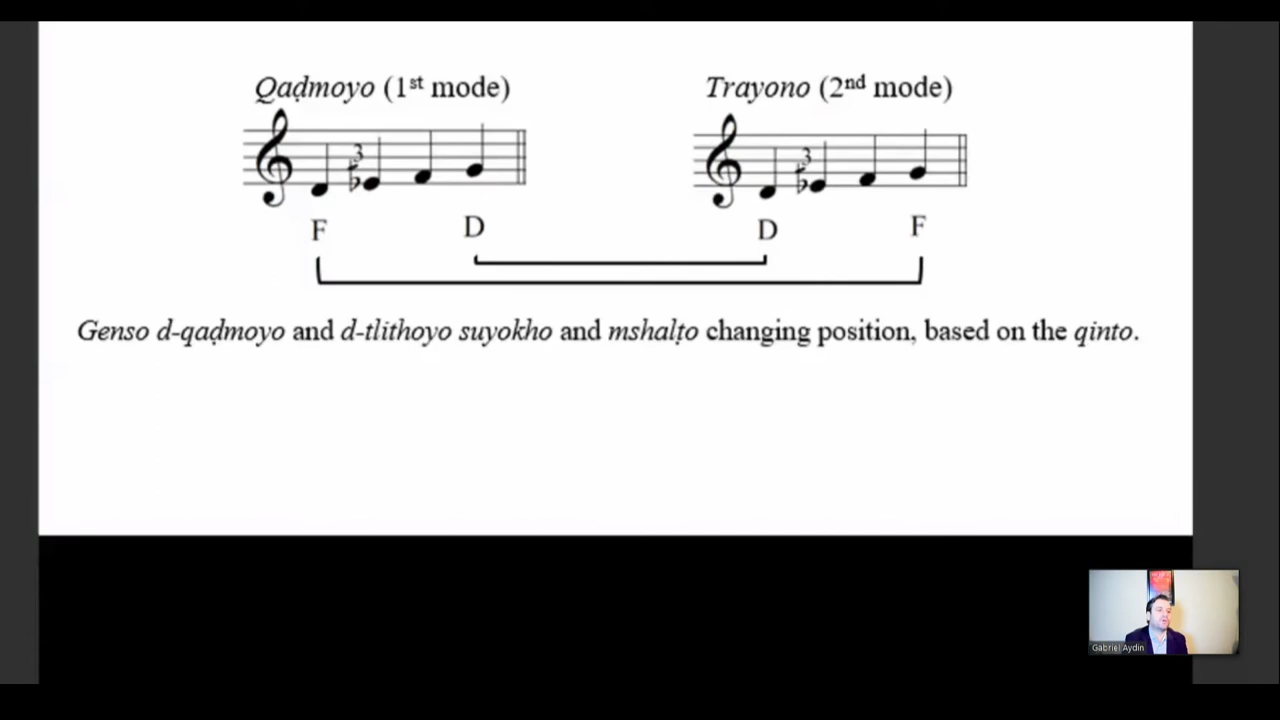 Qaḍmoyo (1st mode)
Trayono (2nd mode)
3
3
F
D
D
F
Genso d-qaḍmoyo and d-tlithoyo suyokho and mshalṭo changing position, based on the qinto.
Gabriel Aydin